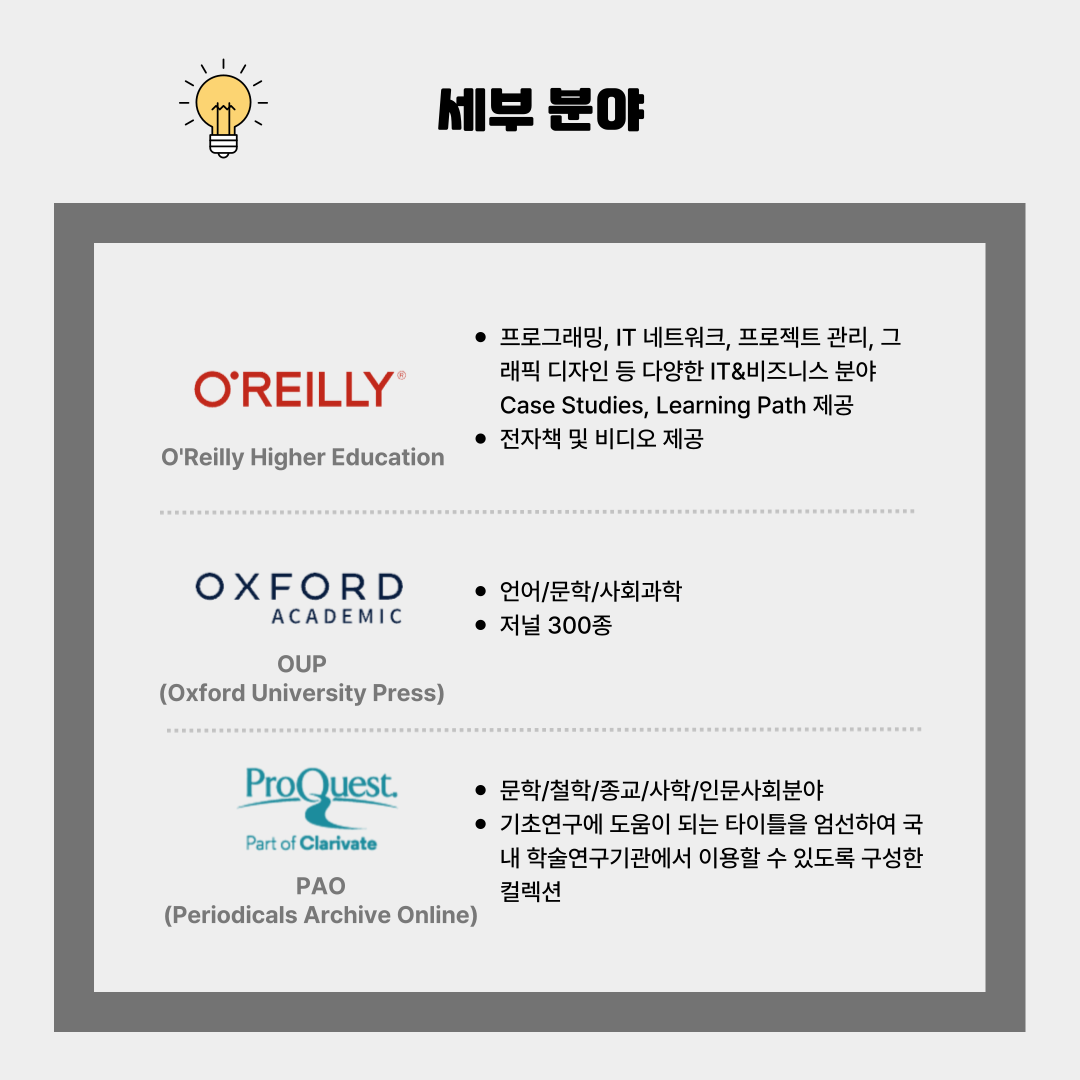 세부 분야
O'REILLY®
O'Reilly Higher Education
• 프로그래밍, IT 네트워크, 프로젝트 관리, 그
래픽 디자인 등 다양한 IT&비즈니스 분야
Case Studies, Learning Path 제공
• 전자책 및 비디오 제공
OXFORD
ACADEMIC
OUP
(Oxford University Press)
• 언어/문학/사회과학
• 저널 300종
ProQuest.
Part of Clarivate
PAO
(Periodicals Archive Online)
• 문학/철학/종교/사학/인문사회분야
• 기초연구에 도움이 되는 타이틀을 엄선하여 국
내 학술연구기관에서 이용할 수 있도록 구성한
컬렉션